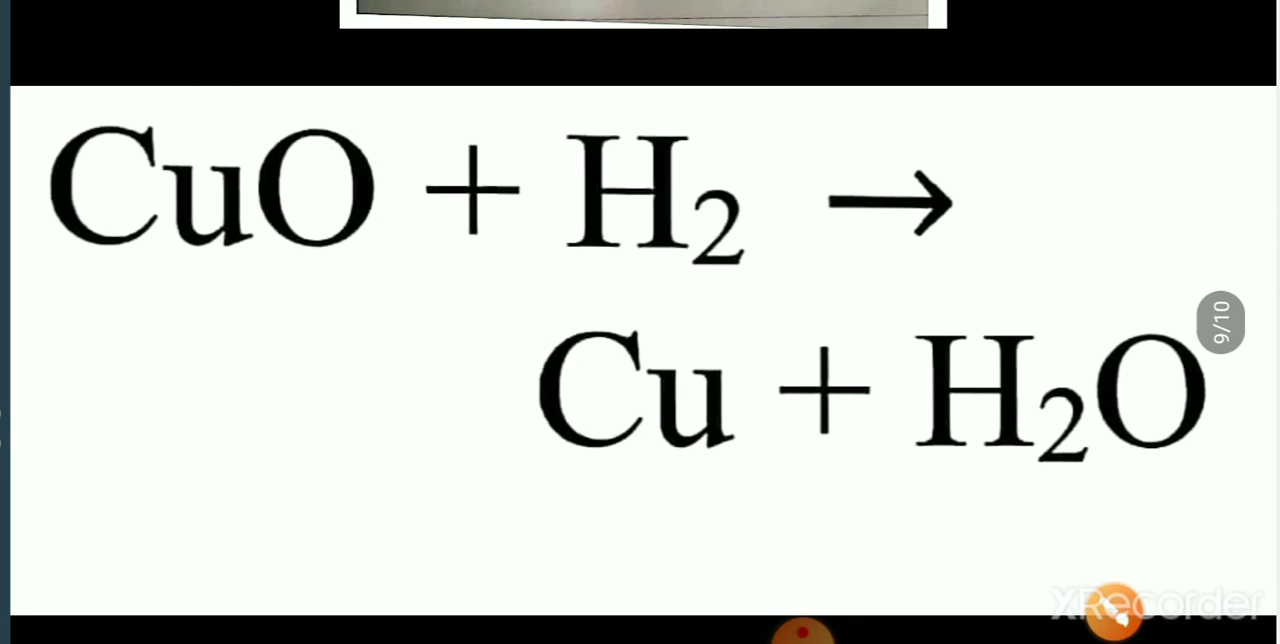 CuO + H₂ →
Cu + H₂O
9/10
XRecorder